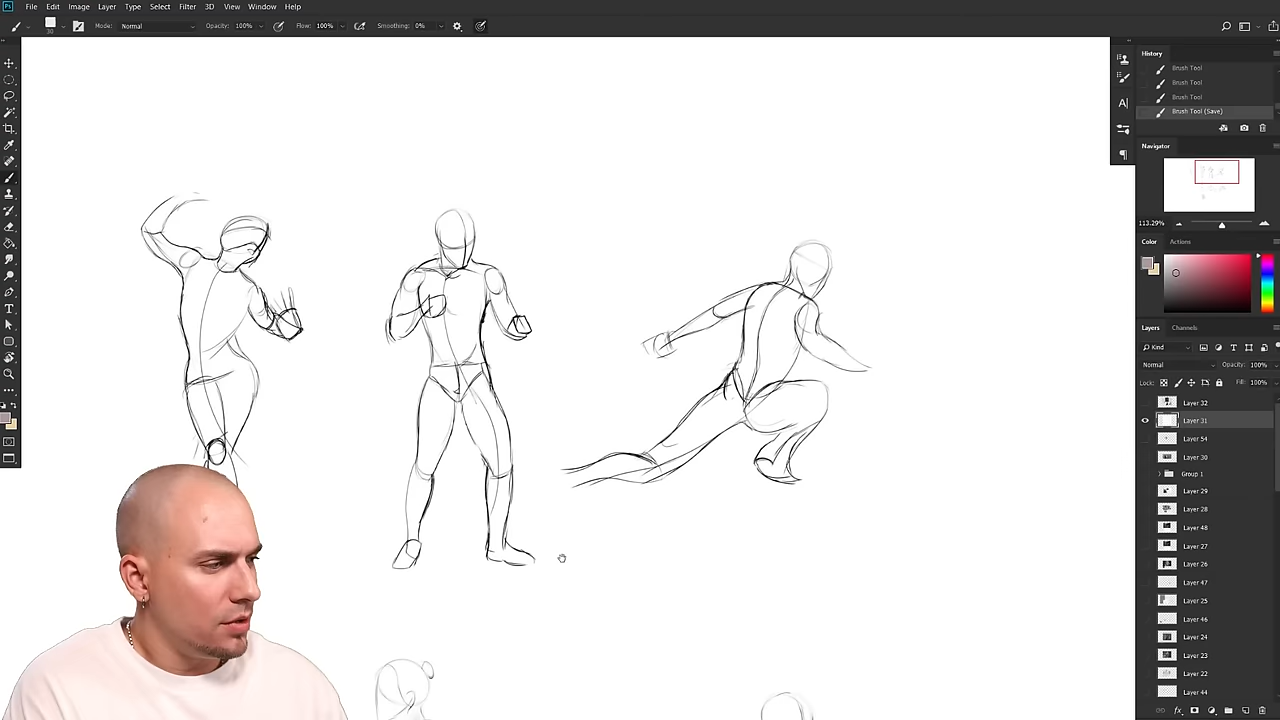 Ps File Edit Image Layer Type Select Filter 3D View Window Help
30 Mode: Normal Opacity: 100% Flow: 100% Smoothing: 0%
History
Brush Tool
Brush Tool
Brush Tool
Brush Tool (Save)
Navigator
113.29%
Color Actions
Layers Channels
Kind
Normal Opacity: 100%
Lock: Fill: 100%
Layer 32
Layer 31
Layer 54
Layer 30
Group 1
Layer 29
Layer 28
Layer 48
Layer 27
Layer 26
Layer 47
Layer 25
Layer 46
Layer 24
Layer 23
Layer 22
Layer 44